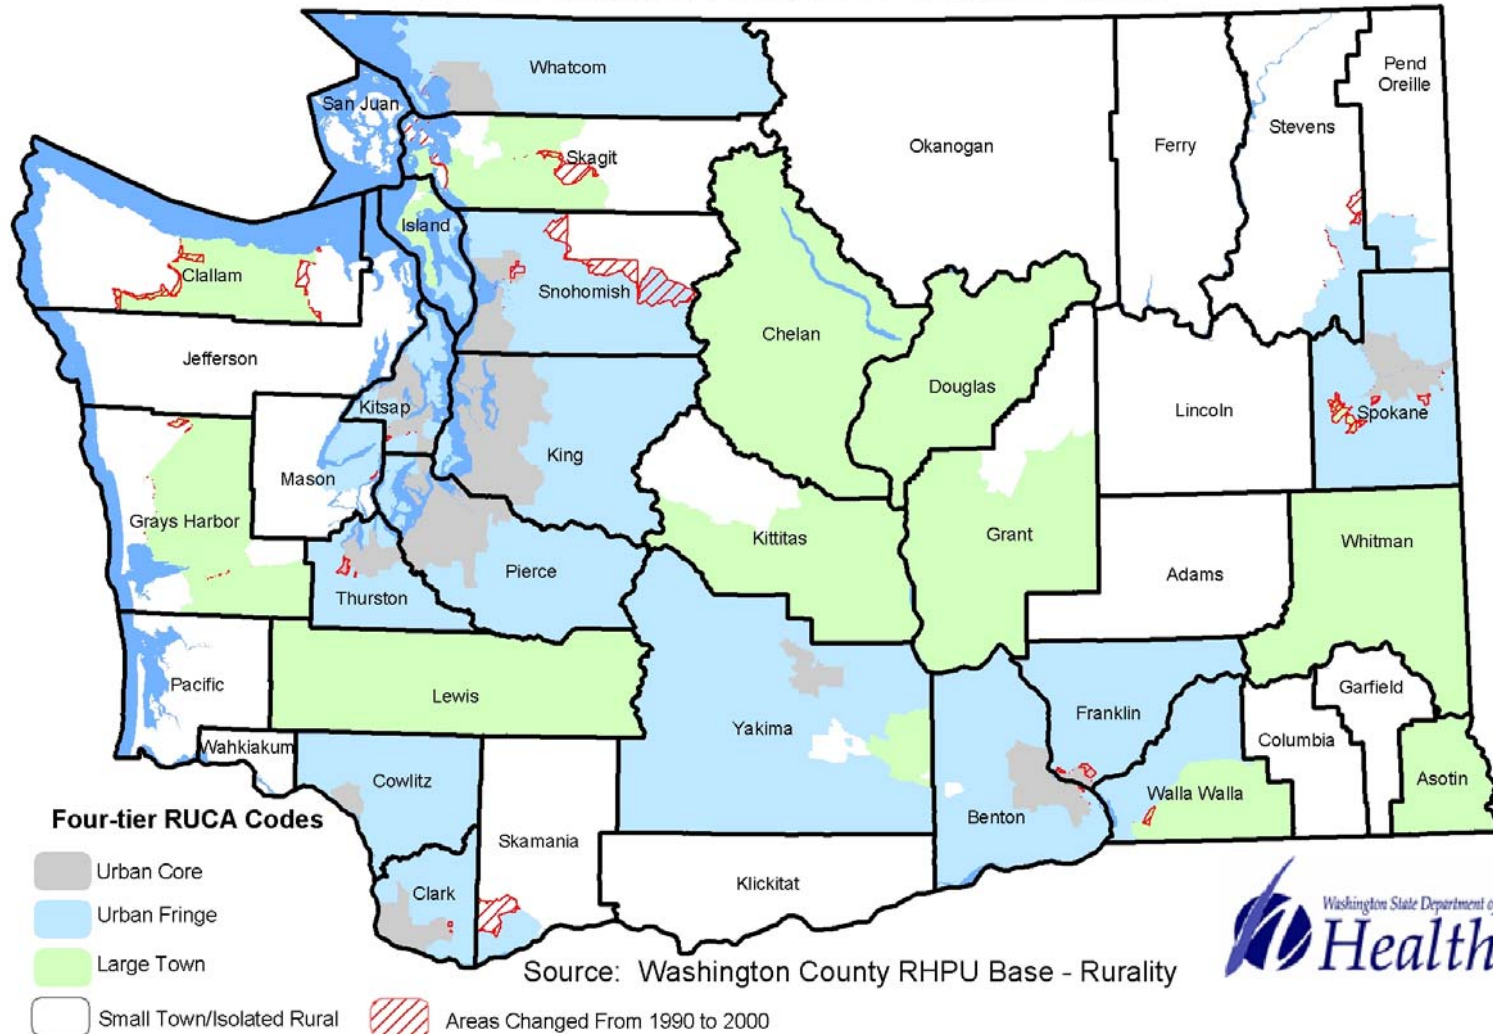 Whatcom
Pend
Oreille
San Juan
Stevens
Okanogan
Ferry
Skagit
Island
Clallam
Snohomish
Chelan
Jefferson
Douglas
Kitsap
Lincoln
Spokane
King
Mason
Grays Harbor
Kittitas
Grant
Whitman
Pierce
Adams
Thurston
Pacific
Lewis
Garfield
Franklin
Yakima
Wahkiakum
Columbia
Cowlitz
Asotin
Walla Walla
Benton
Skamania
Klickitat
Clark
Four-tier RUCA Codes
Urban Core
Urban Fringe
Large Town
Small Town/Isolated Rural
Areas Changed From 1990 to 2000
Source: Washington County RHPU Base - Rurality
Washington State Department of
Health